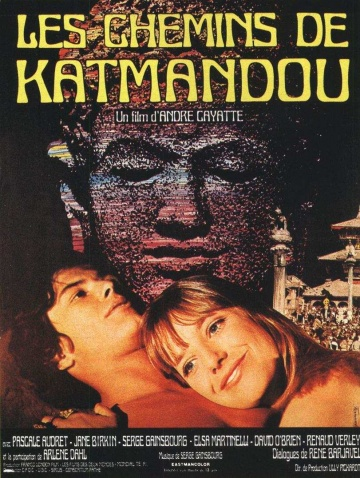 LES CHEMINS DE
KATMANDOU
Un film d'ANDRE CAYATTE
avec PASCALE AUDRET - JANE BIRKIN - SERGE GAINSBOURG - ELSA MARTINELLI - DAVID O'BRIEN - RENAUD VERLEY
et la participation de ARLENE DAHL
Musique de SERGE GAINSBOURG
Dialogues de RENE BARJAVEL
EASTMANCOLOR
Dir. de Production LILLY PICKARD